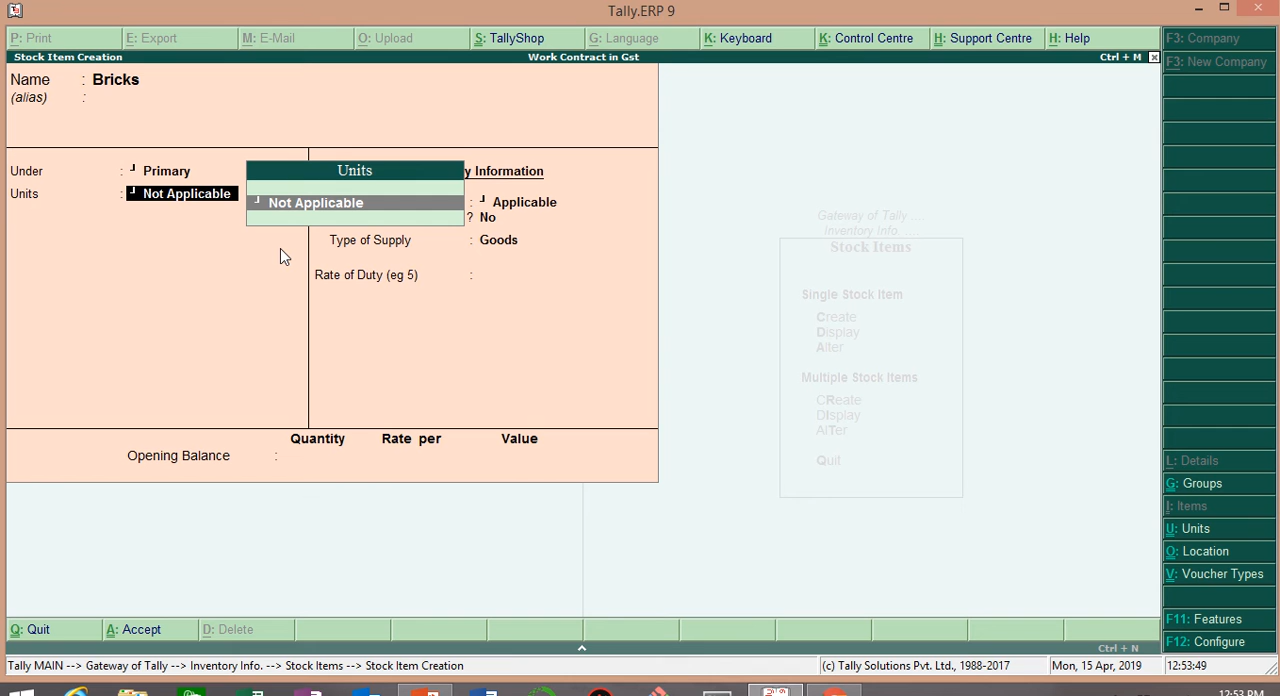 Tally.ERP 9
P: Print E: Export M: E-Mail O: Upload S: TallyShop G: Language K: Keyboard K: Control Centre H: Support Centre H: Help F3: Company
Stock Item Creation Work Contract in Gst Ctrl + M
F3: New Company
Name : Bricks
(alias) :
Under : Primary
Units : Not Applicable
Units
Not Applicable
y Information
: Applicable
? No
Type of Supply : Goods
Rate of Duty (eg 5) :
Quantity Rate per Value
Opening Balance :
Gateway of Tally ...
Inventory Info. ...
Stock Items
Single Stock Item
Create
Display
Alter
Multiple Stock Items
CReate
DIsplay
AlTer
Quit
L: Details
G: Groups
I: Items
U: Units
O: Location
V: Voucher Types
F11: Features
F12: Configure
Q: Quit A: Accept D: Delete
Ctrl + N
Tally MAIN --> Gateway of Tally --> Inventory Info. --> Stock Items --> Stock Item Creation (c) Tally Solutions Pvt. Ltd., 1988-2017 Mon, 15 Apr, 2019 12:53:49
12:53 PM